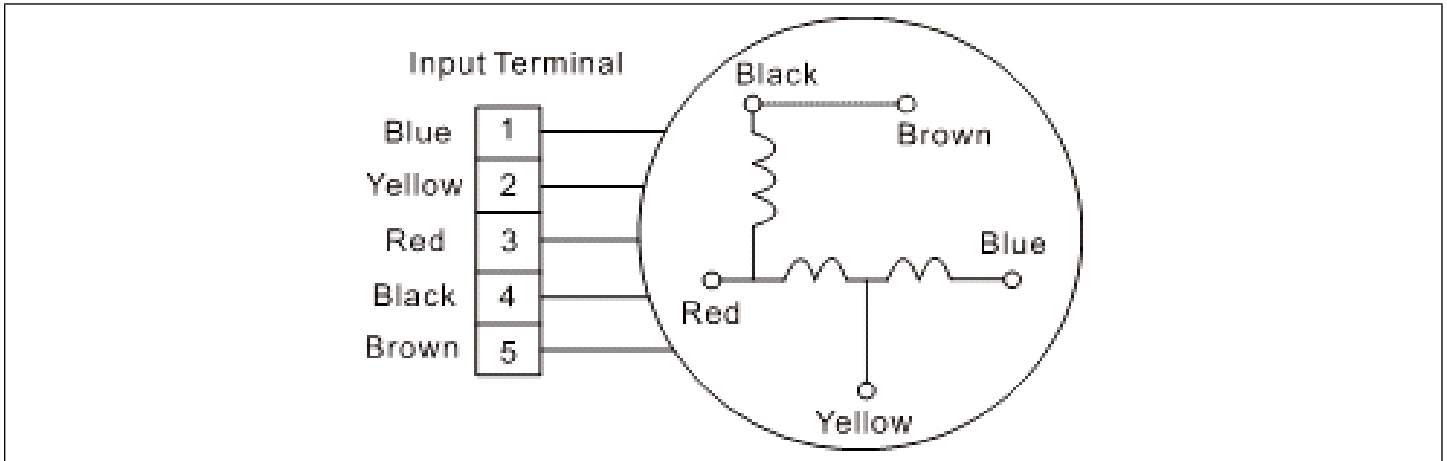 Input Terminal
Blue 1
Yellow 2
Red 3
Black 4
Brown 5
Black
Brown
Blue
Red
Yellow